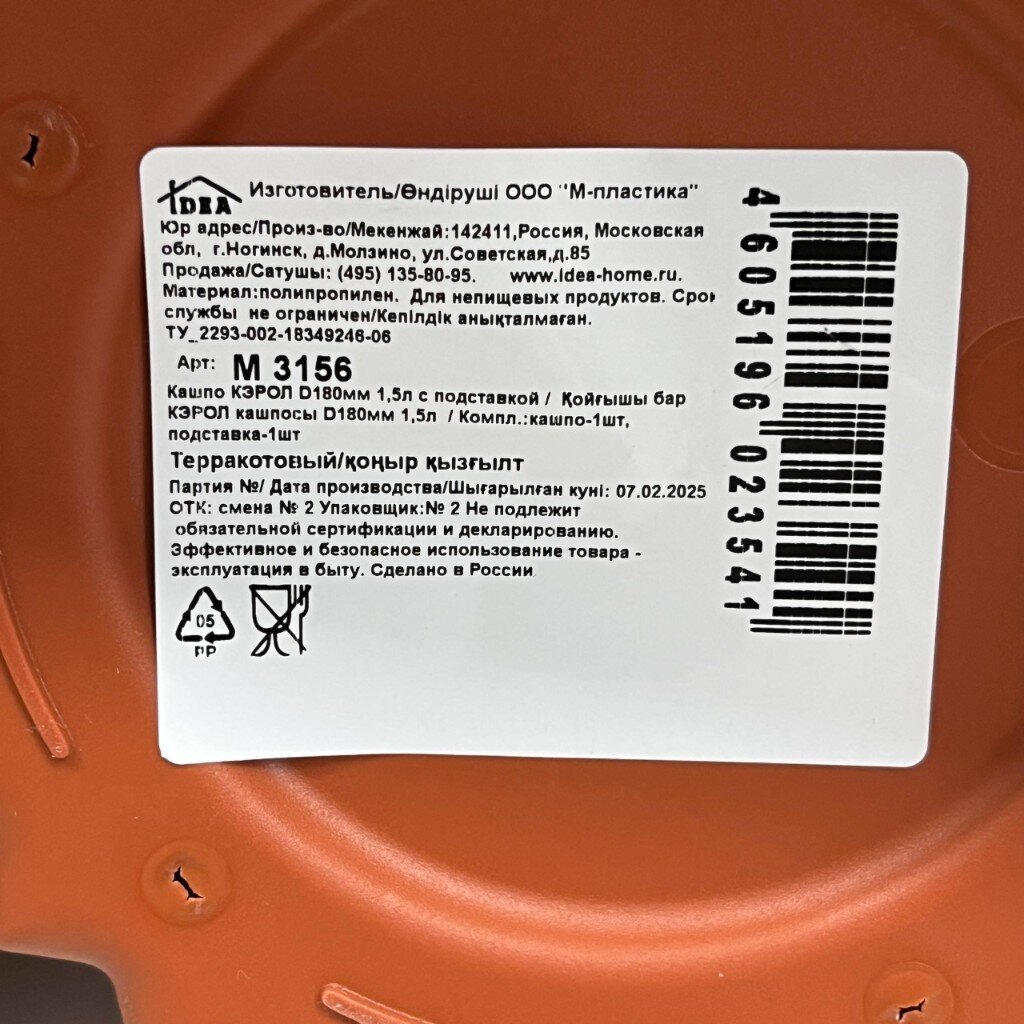 IDEA
Изготовитель/Өндіруші ООО "М-пластика"
Юр адрес/Произ-во/Мекенжай:142411,Россия, Московская
обл, г.Ногинск, д.Молзино, ул.Советская,д.85
Продажа/Сатушы: (495) 135-80-95. www.idea-home.ru.
Материал:полипропилен. Для непищевых продуктов. Срок
службы не ограничен/Кепілдік анықталмаған.
ТУ_2293-002-18349246-06
Арт: М 3156
Кашпо КЭРОЛ D180мм 1,5л с подставкой / Қойғышы бар
КЭРОЛ кашпосы D180мм 1,5л / Компл.:кашпо-1шт,
подставка-1шт
Терракотовый/қоңыр қызғылт
Партия №/ Дата производства/Шығарылған күні: 07.02.2025
ОТК: смена № 2 Упаковщик:№ 2 Не подлежит
обязательной сертификации и декларированию.
Эффективное и безопасное использование товара -
эксплуатация в быту. Сделано в России
05
PP
4605196023541